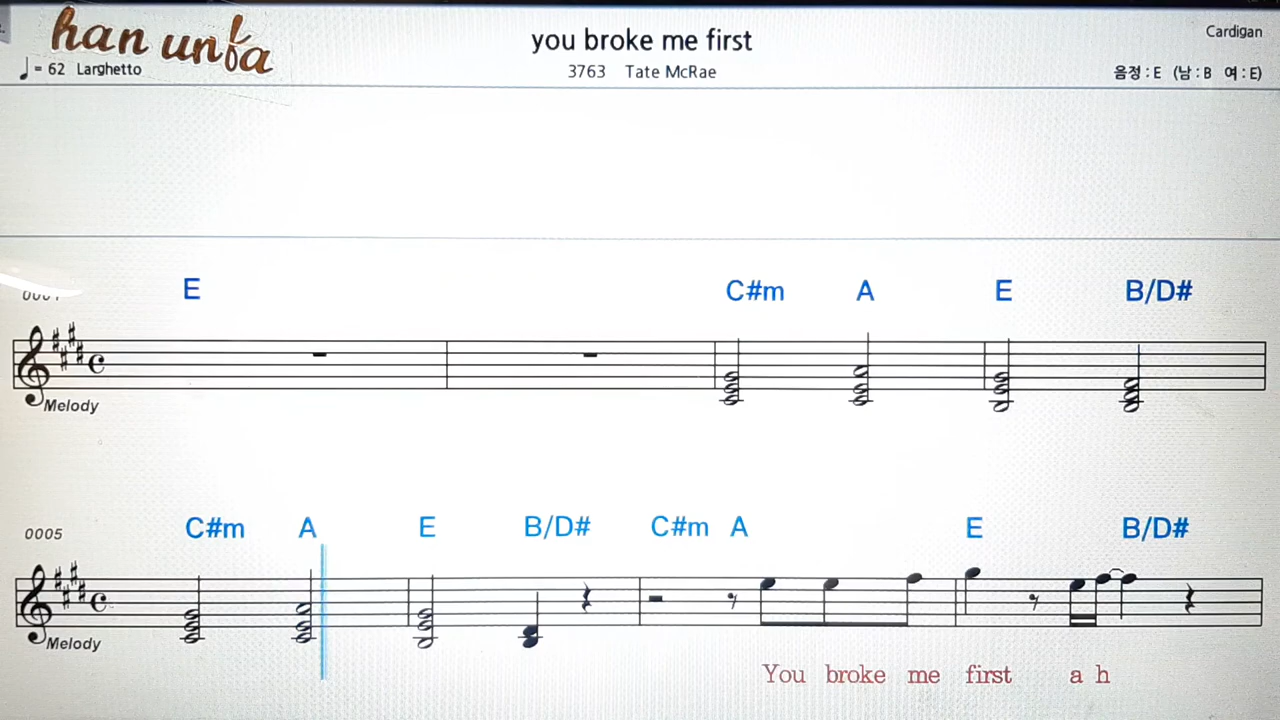 han unba
you broke me first
Cardigan
♩= 62 Larghetto
3763 Tate McRae
음정 : E (남 : B 여 : E)
E C#m A E B/D#
Melody
0005
C#m A E B/D# C#m A E B/D#
Melody
You broke me first a h